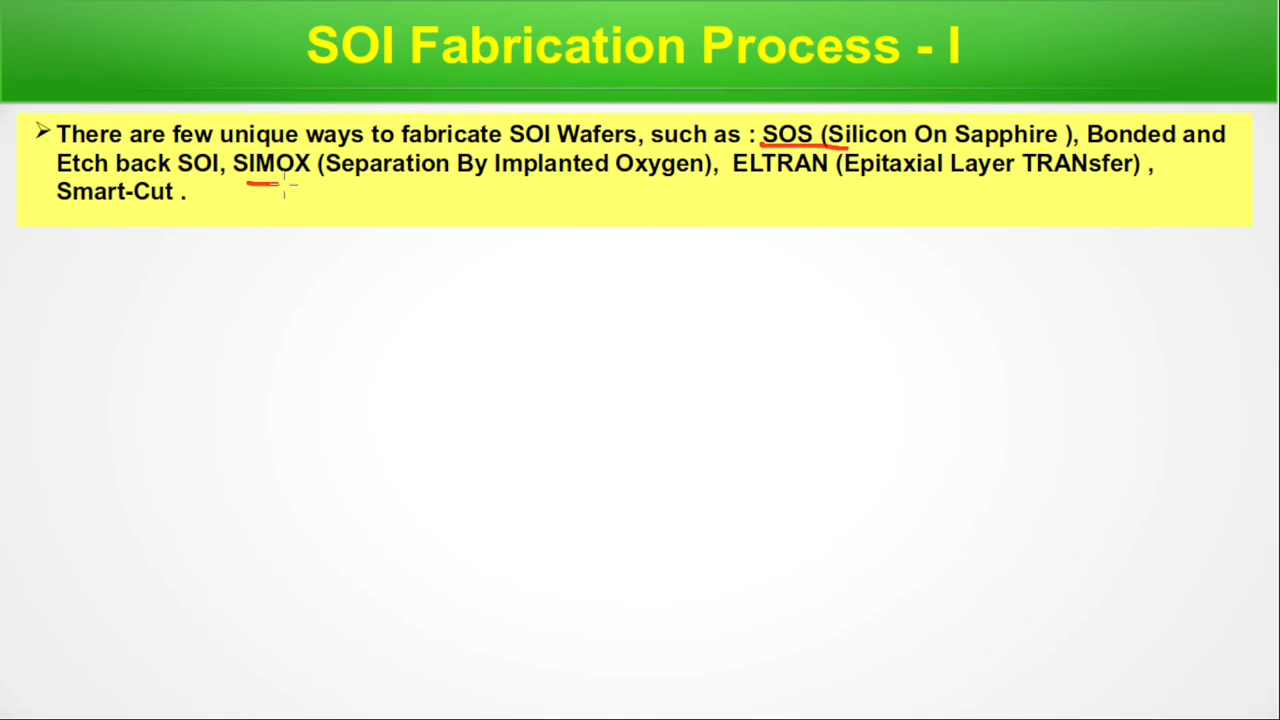 SOI Fabrication Process - I
There are few unique ways to fabricate SOI Wafers, such as : SOS (Silicon On Sapphire ), Bonded and
Etch back SOI, SIMOX (Separation By Implanted Oxygen), ELTRAN (Epitaxial Layer TRANsfer) ,
Smart-Cut .